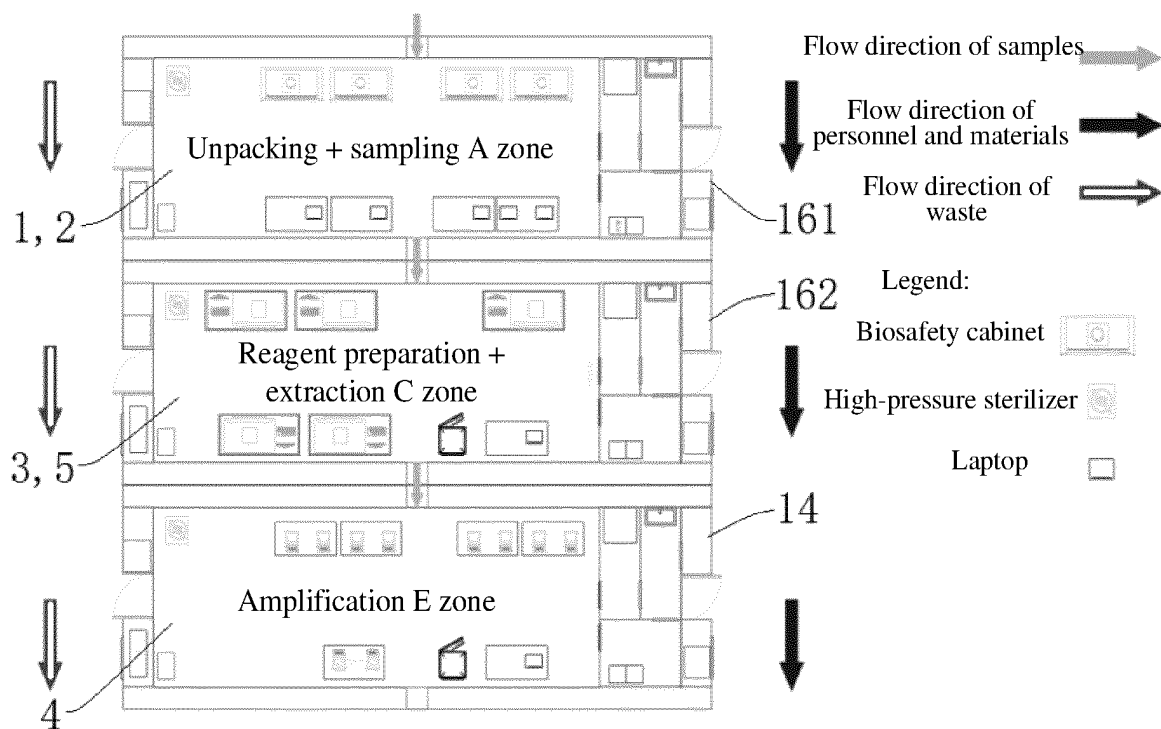 Flow direction of samples
Flow direction of
personnel and materials
Flow direction of
waste
Unpacking + sampling A zone
1, 2
161
162
Legend:
Biosafety cabinet
Reagent preparation +
extraction C zone
High-pressure sterilizer
Laptop
3, 5
14
Amplification E zone
4